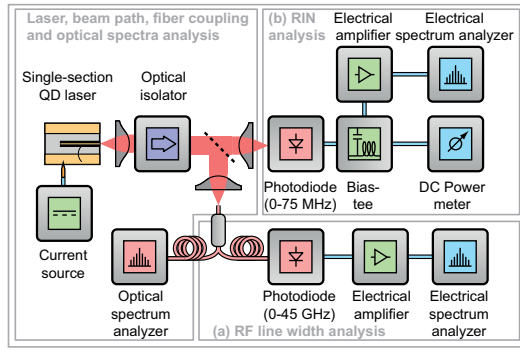 Laser, beam path, fiber coupling
and optical spectra analysis
Single-section
QD laser
Optical
isolator
Current
source
Optical
spectrum
analyzer
(b) RIN
analysis
Electrical
amplifier
Electrical
spectrum analyzer
Photodiode
(0-75 MHz)
Bias-
tee
DC Power
meter
Photodiode
(0-45 GHz)
Electrical
amplifier
Electrical
spectrum
analyzer
(a) RF line width analysis